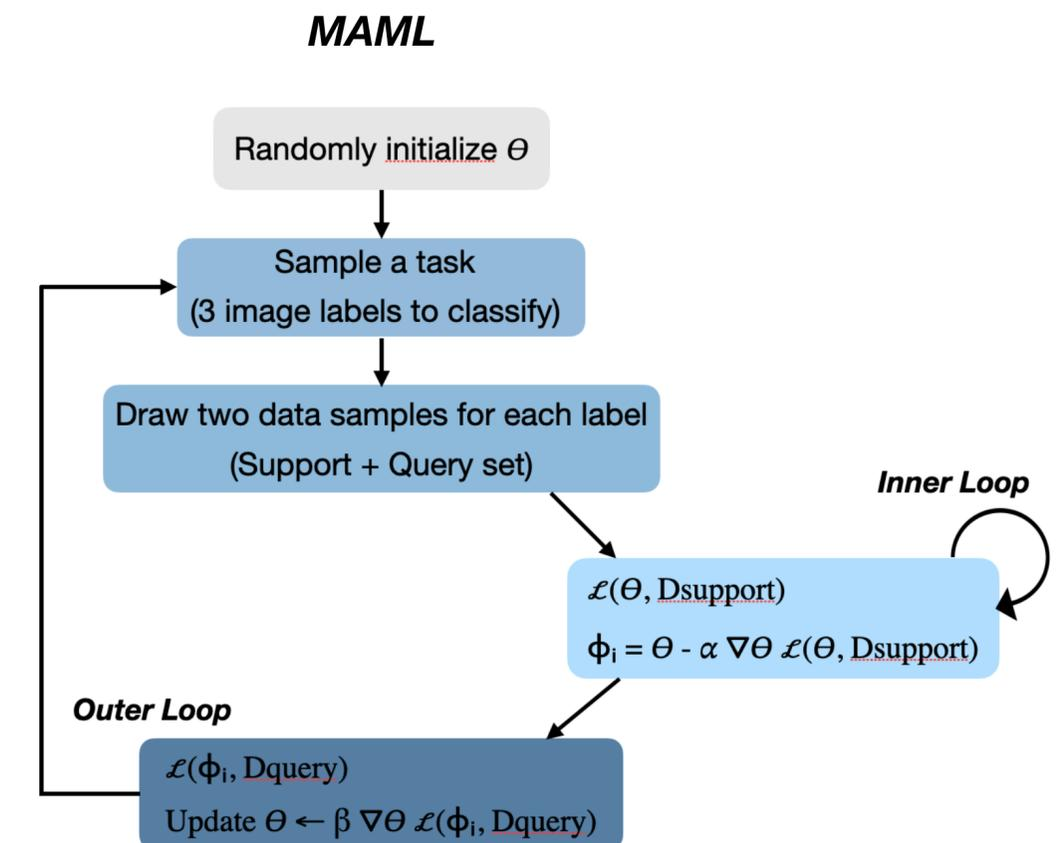 MAML
Randomly initialize Θ
Sample a task
(3 image labels to classify)
Draw two data samples for each label
(Support + Query set)
Inner Loop
ℒ(Θ, Dsupport)
ϕᵢ = Θ - α ∇Θ ℒ(Θ, Dsupport)
Outer Loop
ℒ(ϕᵢ, Dquery)
Update Θ ← β ∇Θ ℒ(ϕᵢ, Dquery)